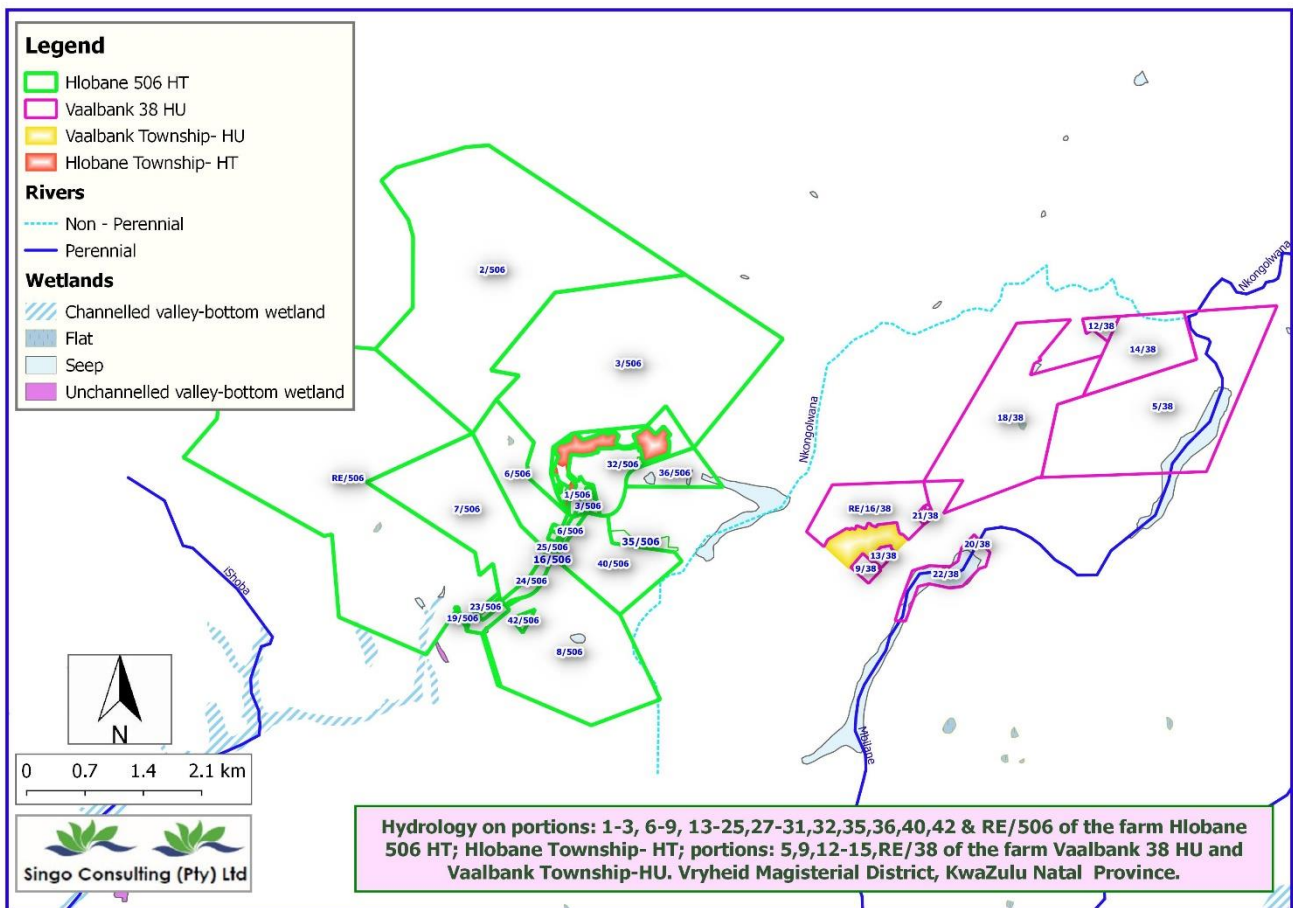 Legend
Hlobane 506 HT
Vaalbank 38 HU
Vaalbank Township- HU
Hlobane Township- HT
Rivers
Non - Perennial
Perennial
Wetlands
Channelled valley-bottom wetland
Flat
Seep
Unchannelled valley-bottom wetland
2/506
3/506
RE/506
7/506
6/506
32/506
36/506
1/506
3/506
6/506
25/506
16/506
35/506
40/506
24/506
23/506
19/506
42/506
8/506
iShoba
Nkongolwana
Nkongolwana
12/38
14/38
5/38
18/38
RE/16/38
21/38
13/38
9/38
20/38
22/38
Mbilane
N
0 0.7 1.4 2.1 km
Singo Consulting (Pty) Ltd
Hydrology on portions: 1-3, 6-9, 13-25,27-31,32,35,36,40,42 & RE/506 of the farm Hlobane
506 HT; Hlobane Township- HT; portions: 5,9,12-15,RE/38 of the farm Vaalbank 38 HU and
Vaalbank Township-HU. Vryheid Magisterial District, KwaZulu Natal Province.